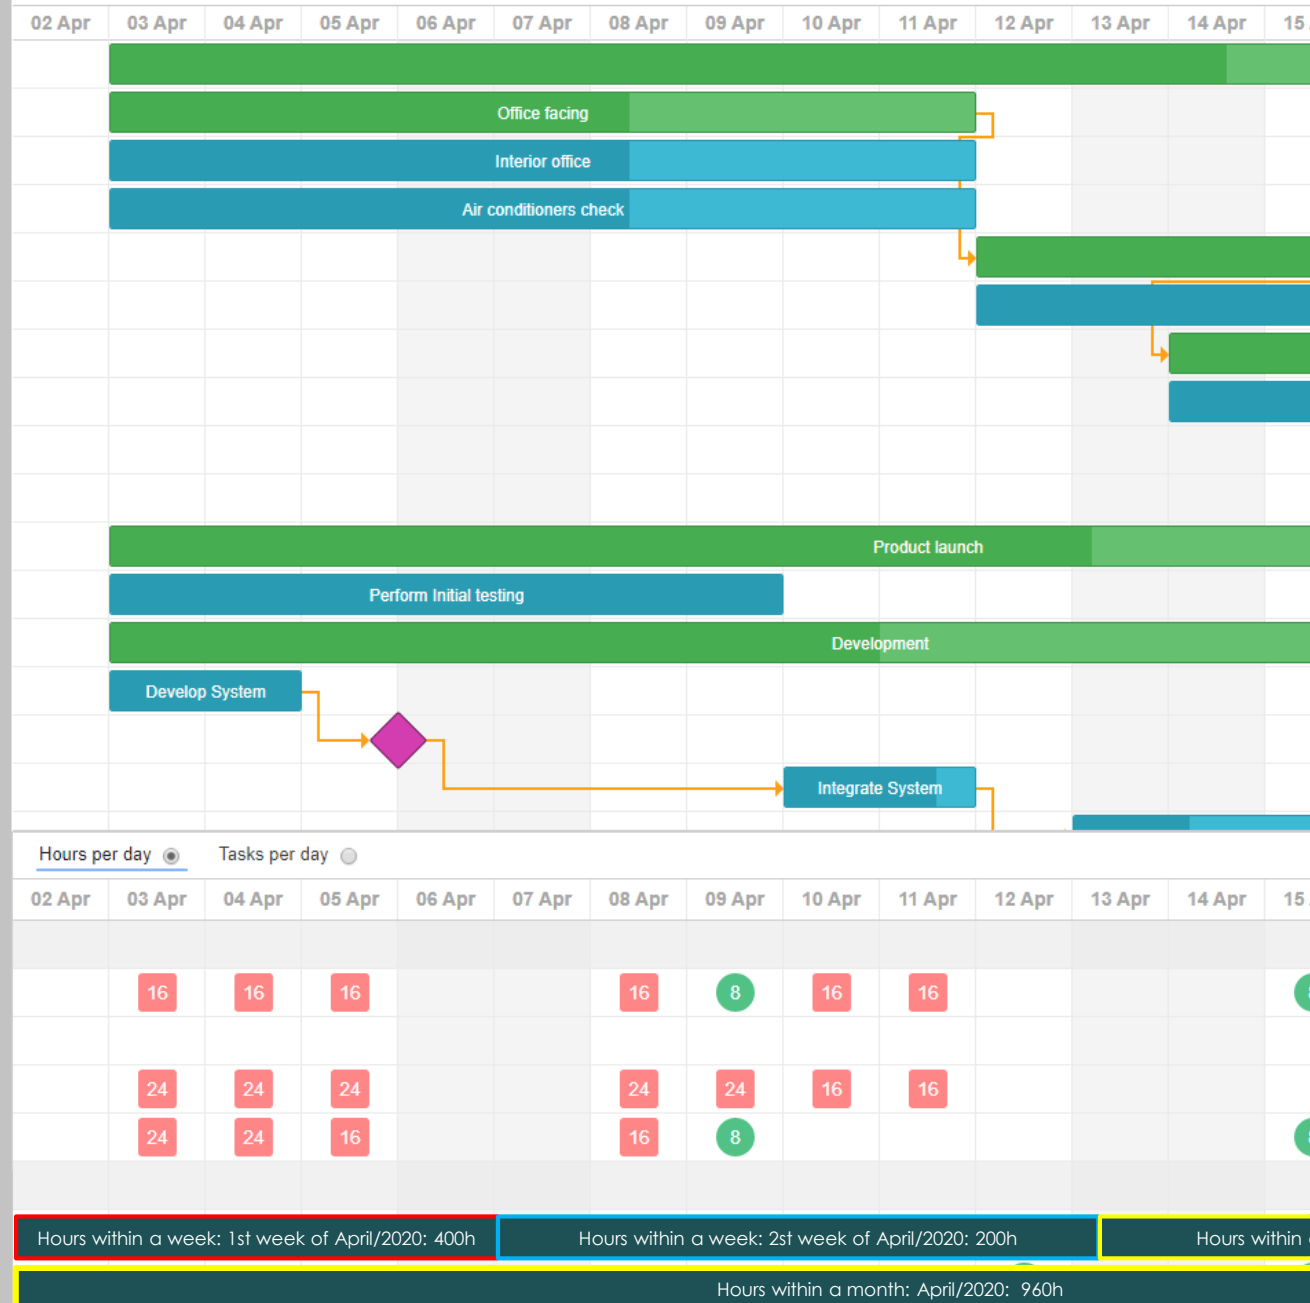 02 Apr 03 Apr 04 Apr 05 Apr 06 Apr 07 Apr 08 Apr 09 Apr 10 Apr 11 Apr 12 Apr 13 Apr 14 Apr 15
Office facing
Interior office
Air conditioners check
Product launch
Perform Initial testing
Development
Develop System
Integrate System
Hours per day Tasks per day
02 Apr 03 Apr 04 Apr 05 Apr 06 Apr 07 Apr 08 Apr 09 Apr 10 Apr 11 Apr 12 Apr 13 Apr 14 Apr 15
16 16 16 16 8 16 16
24 24 24 24 24 16 16
24 24 16 16 8
Hours within a week: 1st week of April/2020: 400h Hours within a week: 2st week of April/2020: 200h Hours within
Hours within a month: April/2020: 960h